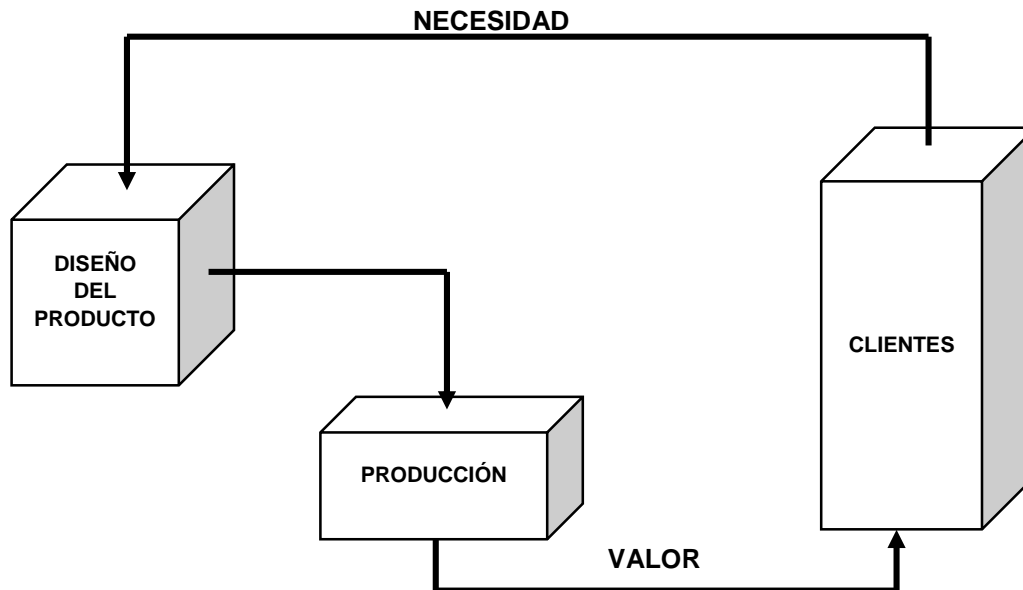 NECESIDAD
DISEÑO
DEL
PRODUCTO
CLIENTES
PRODUCCIÓN
VALOR